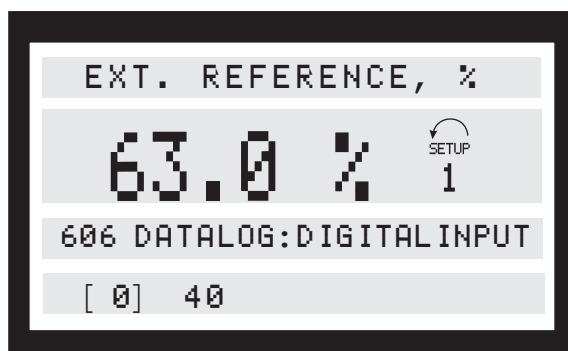 EXT. REFERENCE, %
63.0 % SETUP 1
606 DATALOG:DIGITALINPUT
[ 0] 40